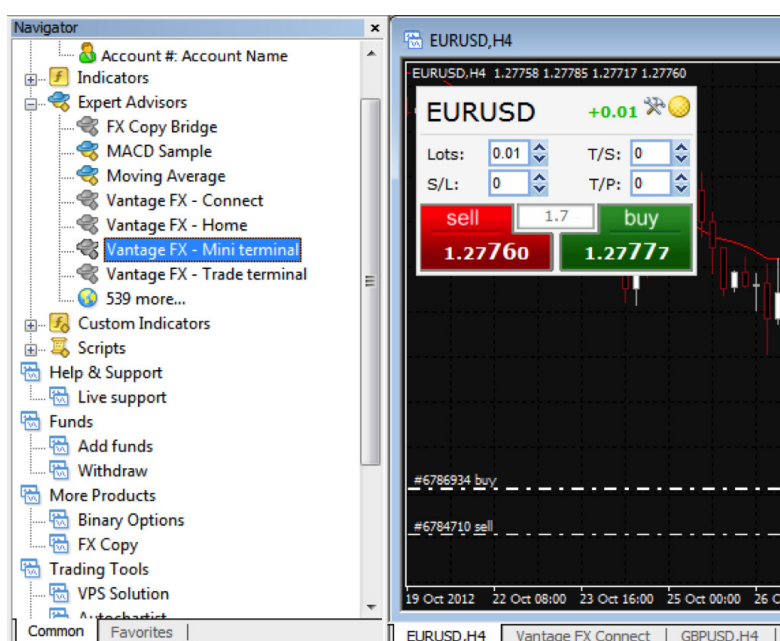 Navigator
Account #: Account Name
Indicators
Expert Advisors
FX Copy Bridge
MACD Sample
Moving Average
Vantage FX - Connect
Vantage FX - Home
Vantage FX - Mini terminal
Vantage FX - Trade terminal
539 more...
Custom Indicators
Scripts
Help & Support
Live support
Funds
Add funds
Withdraw
More Products
Binary Options
FX Copy
Trading Tools
VPS Solution
Autochartist
Common Favorites
EURUSD,H4
EURUSD,H4 1.27758 1.27785 1.27717 1.27760
EURUSD +0.01
Lots: 0.01 T/S: 0
S/L: 0 T/P: 0
sell 1.7 buy
1.27760 1.27777
#6786934 buy
#6784710 sell
19 Oct 2012 22 Oct 08:00 23 Oct 16:00 25 Oct 00:00 26 O
EURUSD,H4 Vantage FX Connect GBPUSD,H4